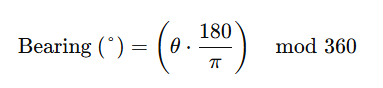 Bearing (°) = (θ · 180/π) mod 360